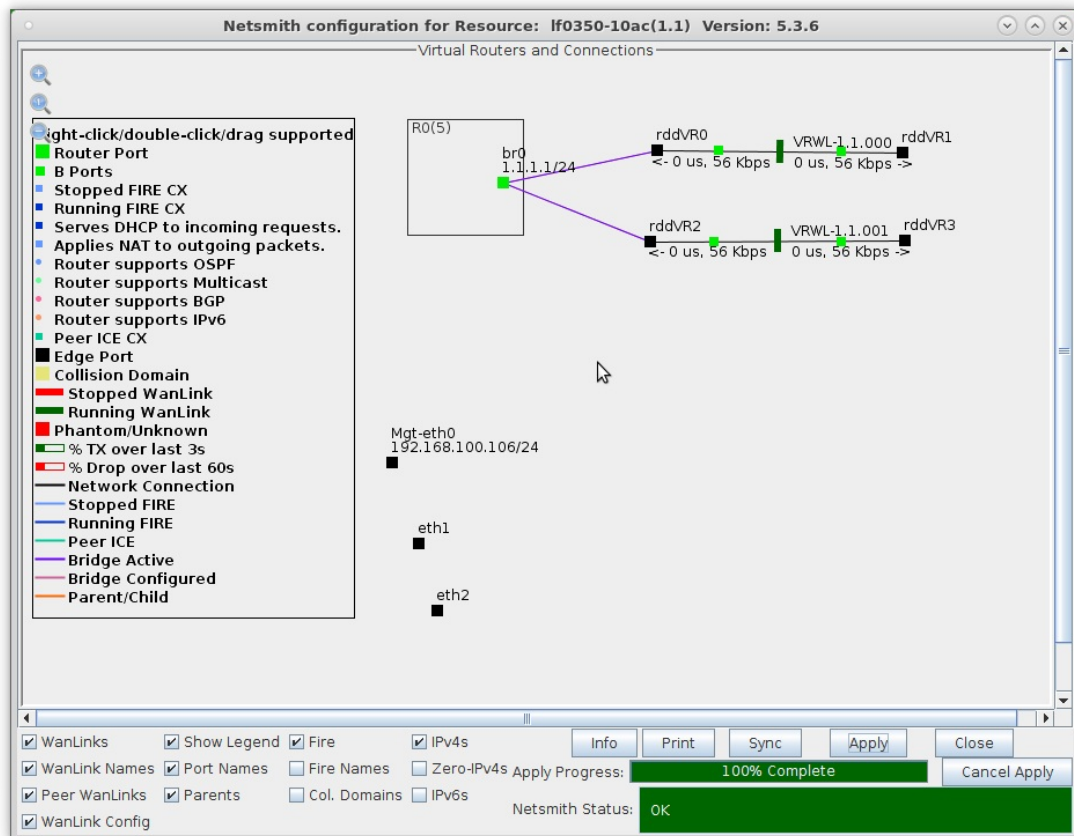 Netsmith configuration for Resource: lf0350-10ac(1.1) Version: 5.3.6
Virtual Routers and Connections
ight-click/double-click/drag supported
Router Port
B Ports
Stopped FIRE CX
Running FIRE CX
Serves DHCP to incoming requests.
Applies NAT to outgoing packets.
Router supports OSPF
Router supports Multicast
Router supports BGP
Router supports IPv6
Peer ICE CX
Edge Port
Collision Domain
Stopped WanLink
Running WanLink
Phantom/Unknown
% TX over last 3s
% Drop over last 60s
Network Connection
Stopped FIRE
Running FIRE
Peer ICE
Bridge Active
Bridge Configured
Parent/Child
R0(5)
br0
1.1.1.1/24
rddVR0
VRWL-1.1.000
rddVR1
<- 0 us, 56 Kbps
0 us, 56 Kbps ->
rddVR2
VRWL-1.1.001
rddVR3
<- 0 us, 56 Kbps
0 us, 56 Kbps ->
Mgt-eth0
192.168.100.106/24
eth1
eth2
WanLinks
Show Legend
Fire
IPv4s
Info
Print
Sync
Apply
Close
WanLink Names
Port Names
Fire Names
Zero-IPv4s
Apply Progress:
100% Complete
Cancel Apply
Peer WanLinks
Parents
Col. Domains
IPv6s
Netsmith Status:
OK
WanLink Config